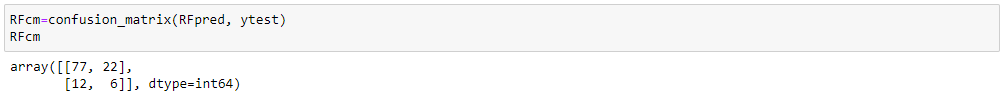 RFcm=confusion_matrix(RFpred, ytest)
RFcm
array([[77, 22],
       [12,  6]], dtype=int64)